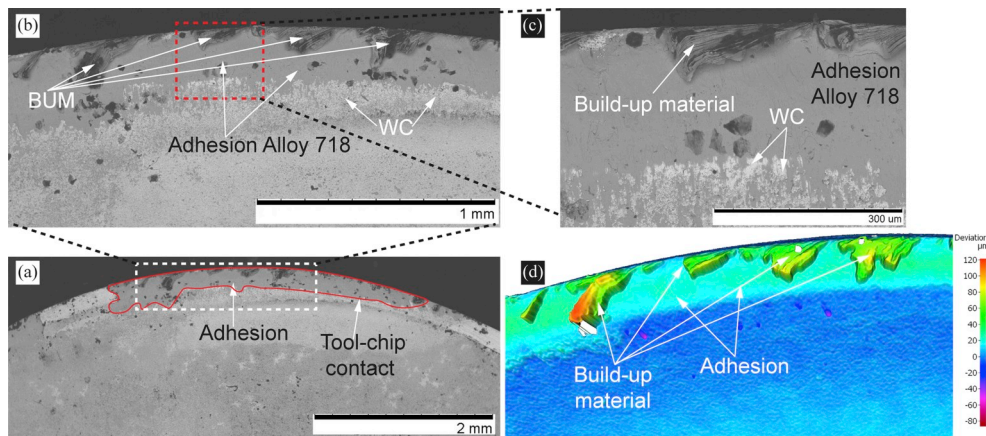 (b)
BUM
Adhesion Alloy 718
WC
1 mm
(c)
Build-up material
Adhesion
Alloy 718
WC
300 um
(a)
Adhesion
Tool-chip
contact
2 mm
(d)
Build-up
material
Adhesion
Deviation
µm
120
100
80
60
40
20
0
-20
-40
-60
-80